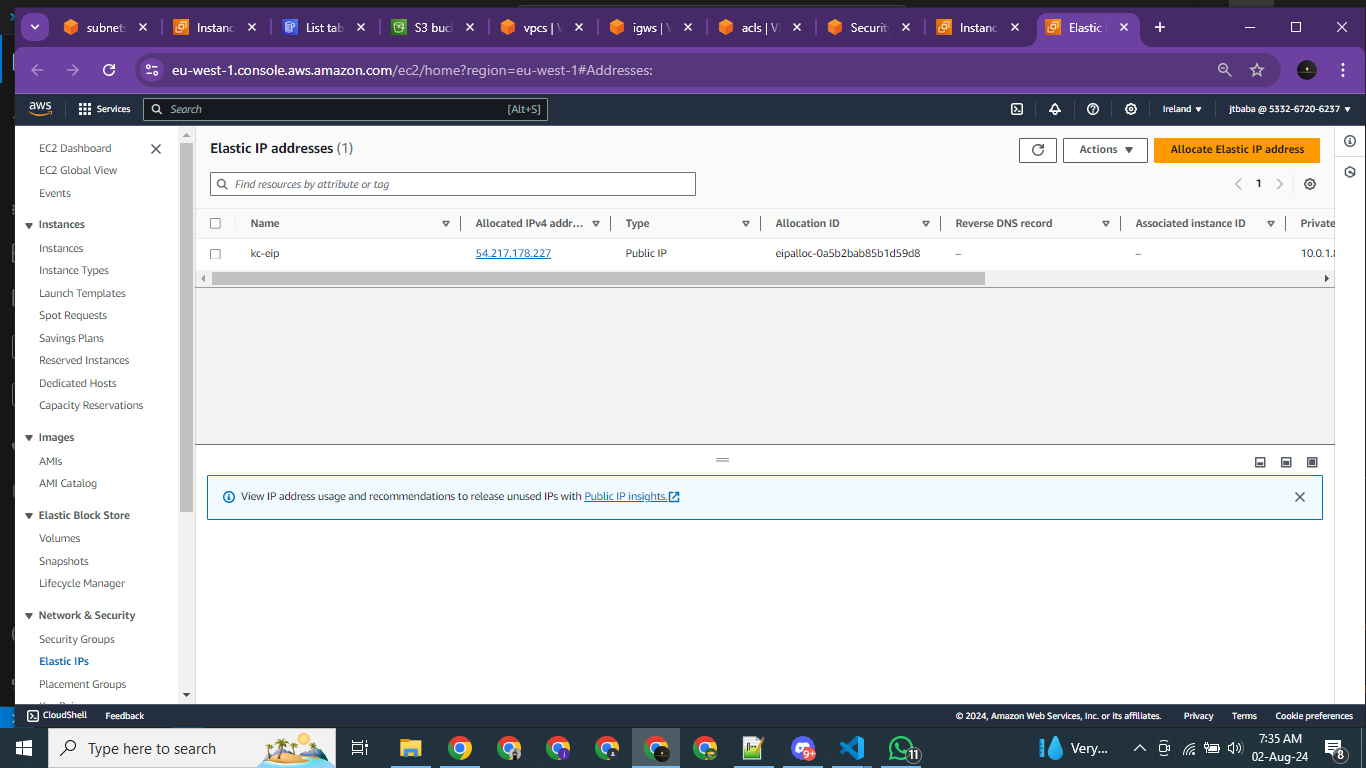 subnets
Instanc
List tab
S3 buc
vpcs | V
igws | V
acls | Vi
Security
Instanc
Elastic I
eu-west-1.console.aws.amazon.com/ec2/home?region=eu-west-1#Addresses:
aws
Services
Search
[Alt+S]
Ireland
jtbaba @ 5332-6720-6237
EC2 Dashboard
EC2 Global View
Events
Instances
Instances
Instance Types
Launch Templates
Spot Requests
Savings Plans
Reserved Instances
Dedicated Hosts
Capacity Reservations
Images
AMIs
AMI Catalog
Elastic Block Store
Volumes
Snapshots
Lifecycle Manager
Network & Security
Security Groups
Elastic IPs
Placement Groups
Elastic IP addresses (1)
Actions
Allocate Elastic IP address
Find resources by attribute or tag
1
Name Allocated IPv4 addr... Type Allocation ID Reverse DNS record Associated instance ID Private
kc-eip 54.217.178.227 Public IP eipalloc-0a5b2bab85b1d59d8 – – 10.0.1.8
View IP address usage and recommendations to release unused IPs with Public IP insights.
CloudShell Feedback © 2024, Amazon Web Services, Inc. or its affiliates. Privacy Terms Cookie preferences
Type here to search
9+
11
Very...
7:35 AM
02-Aug-24
8